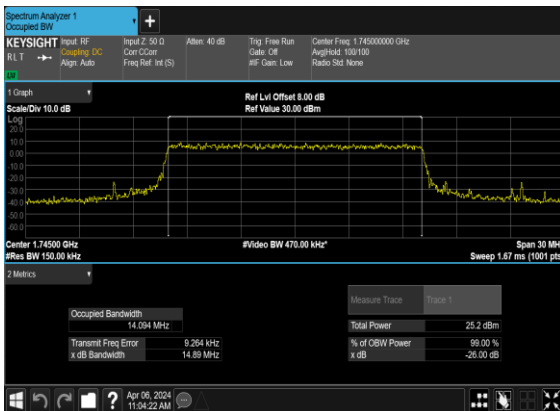 Spectrum Analyzer 1
Occupied BW
+
KEYSIGHT
RLT
Input: RF
Coupling: DC
Align: Auto
Input Z: 50 Ω
Corr CCorr
Freq Ref: Int (S)
Atten: 40 dB
Trig: Free Run
Gate: Off
#IF Gain: Low
Center Freq: 1.745000000 GHz
Avg|Hold: 100/100
Radio Std: None
1 Graph
Scale/Div 10.0 dB
Ref Lvl Offset 8.00 dB
Ref Value 30.00 dBm
Log
20.0
10.0
0.00
-10.0
-20.0
-30.0
-40.0
-50.0
-60.0
Center 1.74500 GHz
#Video BW 470.00 kHz*
Span 30 MH
#Res BW 150.00 kHz
Sweep 1.67 ms (1001 pts
2 Metrics
Measure Trace
Trace 1
Occupied Bandwidth
14.094 MHz
Total Power
25.2 dBm
Transmit Freq Error
9.264 kHz
% of OBW Power
99.00 %
x dB Bandwidth
14.89 MHz
x dB
-26.00 dB
?
Apr 06, 2024
11:04:22 AM